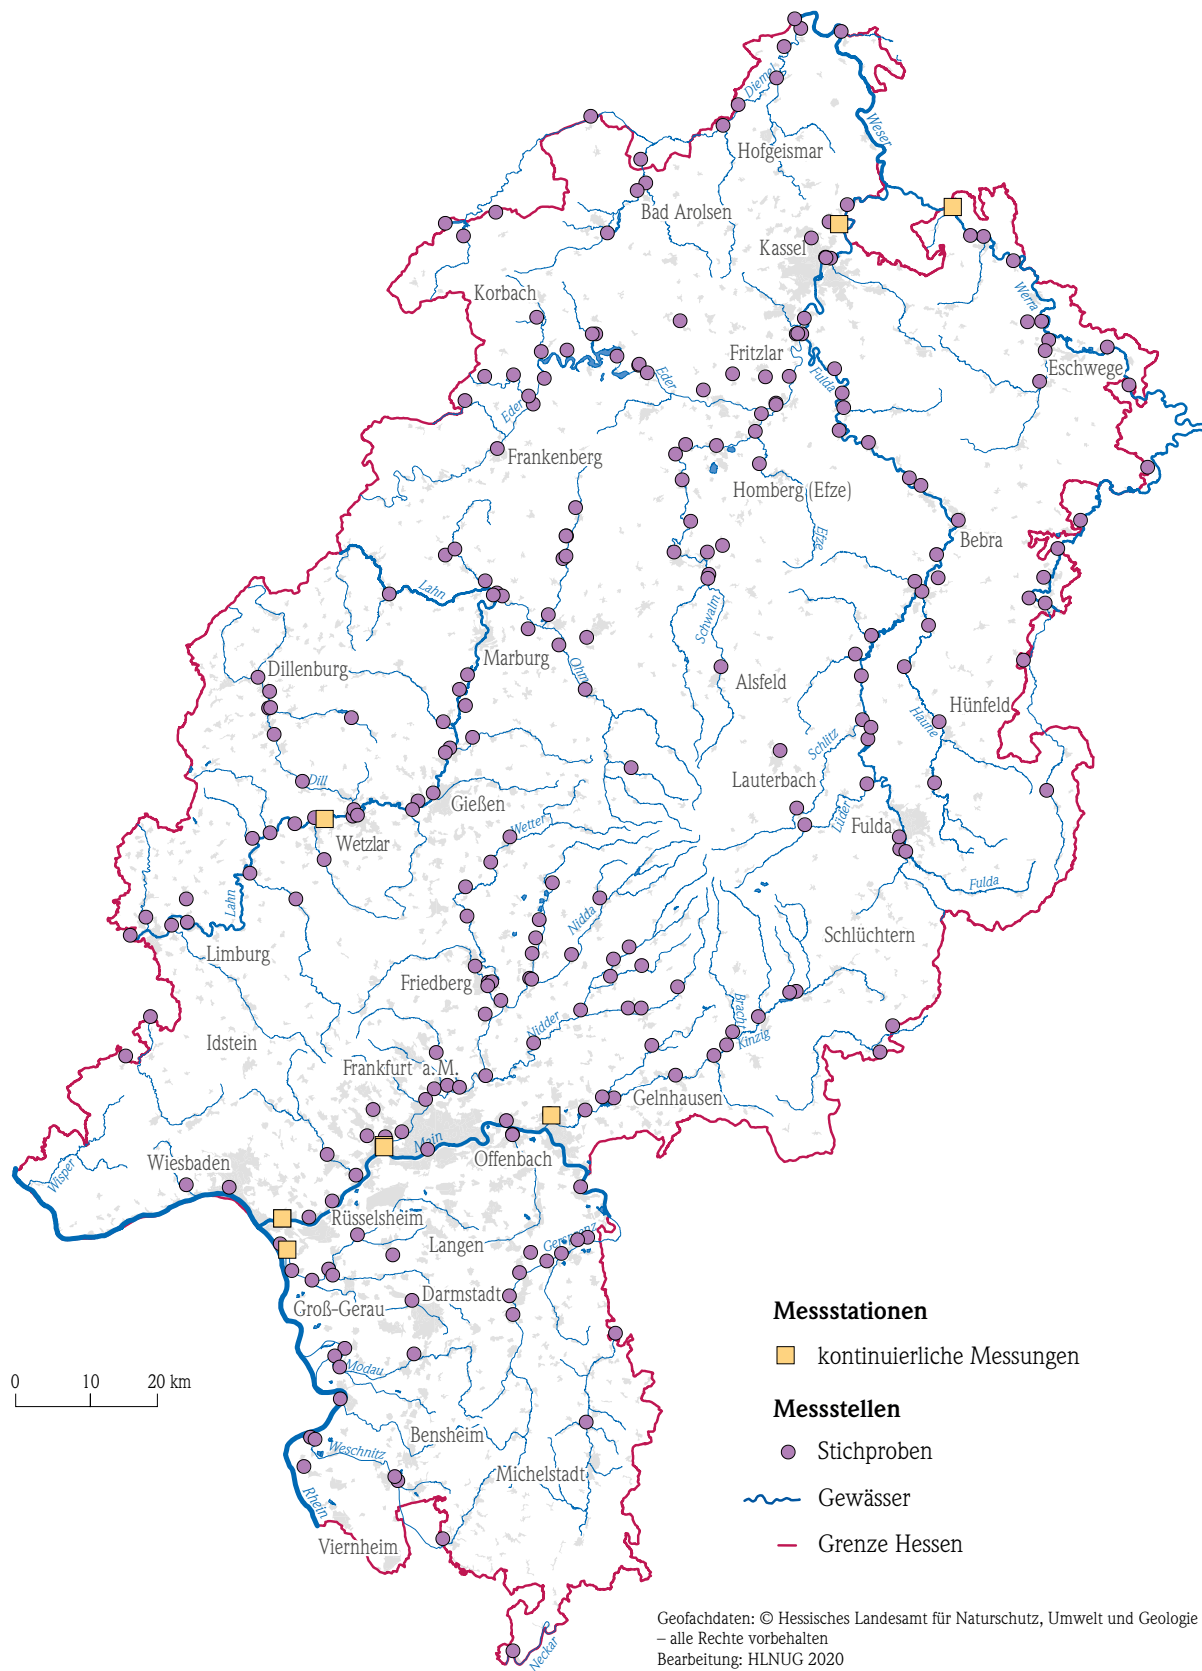 Diemel
Weser
Hofgeismar
Bad Arolsen
Kassel
Werra
Korbach
Fritzlar
Eschwege
Eder
Fulda
Eder
Frankenberg
Homberg (Efze)
Efze
Bebra
Lahn
Schwalm
Marburg
Dillenburg
Ohm
Alsfeld
Hünfeld
Haune
Schlitz
Lauterbach
Dill
Gießen
Lüder
Fulda
Wetter
Wetzlar
Fulda
Lahn
Nidda
Schlüchtern
Limburg
Friedberg
Bracht
Nidder
Kinzig
Idstein
Frankfurt a.M.
Gelnhausen
Main
Offenbach
Wiesbaden
Wisper
Rüsselsheim
Langen
Gersprenz
Darmstadt
Groß-Gerau
Modau
Bensheim
Weschnitz
Michelstadt
Rhein
Viernheim
Neckar
0 10 20 km
Messstationen
kontinuierliche Messungen
Messstellen
Stichproben
Gewässer
Grenze Hessen
Geofachdaten: © Hessisches Landesamt für Naturschutz, Umwelt und Geologie
– alle Rechte vorbehalten
Bearbeitung: HLNUG 2020